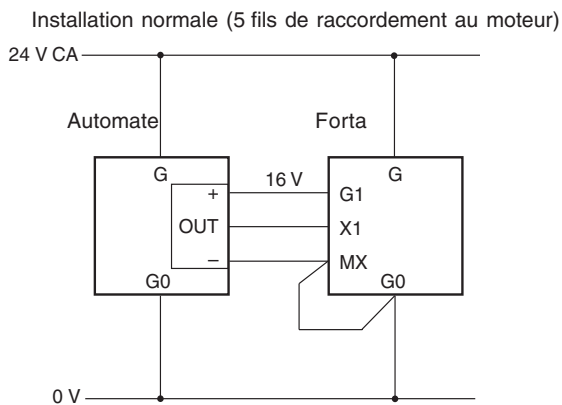 Installation normale (5 fils de raccordement au moteur)
24 V CA
Automate
Forta
G
G
+
16 V
G1
OUT
X1
–
MX
G0
G0
0 V